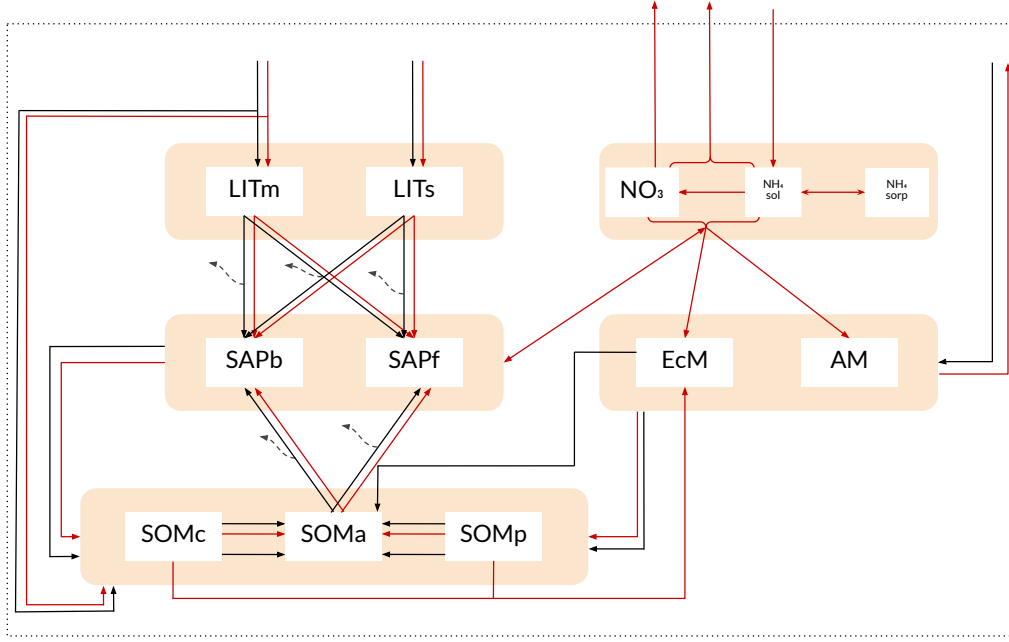 LITm
LITs
NO₃
NH₄
sol
NH₄
sorp
SAPb
SAPf
EcM
AM
SOMc
SOMa
SOMp